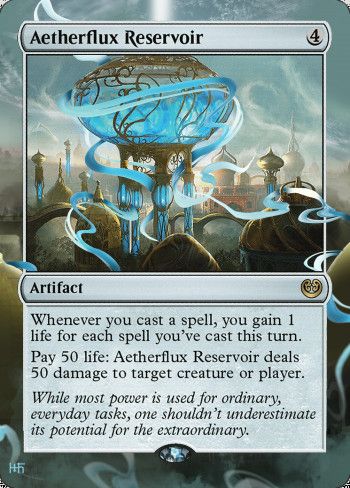 Aetherflux Reservoir 4
Artifact
Whenever you cast a spell, you gain 1
life for each spell you've cast this turn.
Pay 50 life: Aetherflux Reservoir deals
50 damage to target creature or player.
While most power is used for ordinary,
everyday tasks, one shouldn't underestimate
its potential for the extraordinary.